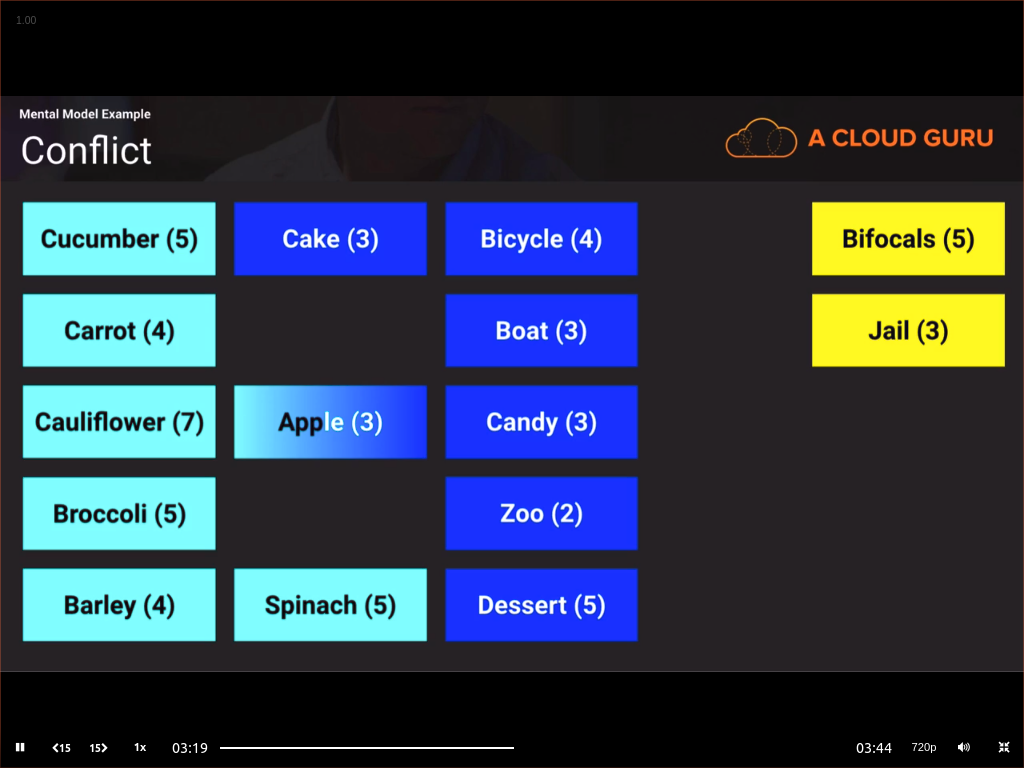 1.00
Mental Model Example
Conflict
A CLOUD GURU
Cucumber (5) Cake (3) Bicycle (4) Bifocals (5)
Carrot (4) Boat (3) Jail (3)
Cauliflower (7) Apple (3) Candy (3)
Broccoli (5) Zoo (2)
Barley (4) Spinach (5) Dessert (5)
15 15 1x 03:19 03:44 720p